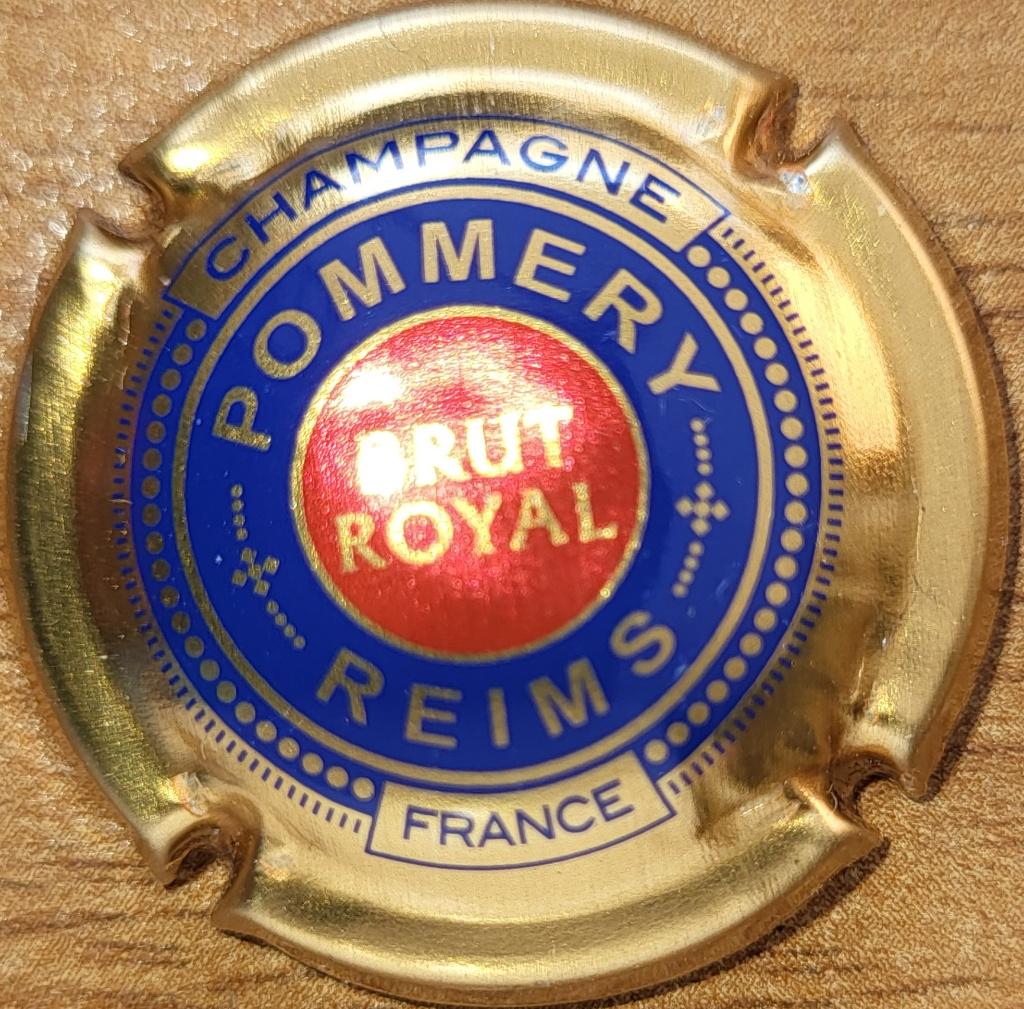 CHAMPAGNE
POMMERY
BRUT
ROYAL
REIMS
FRANCE